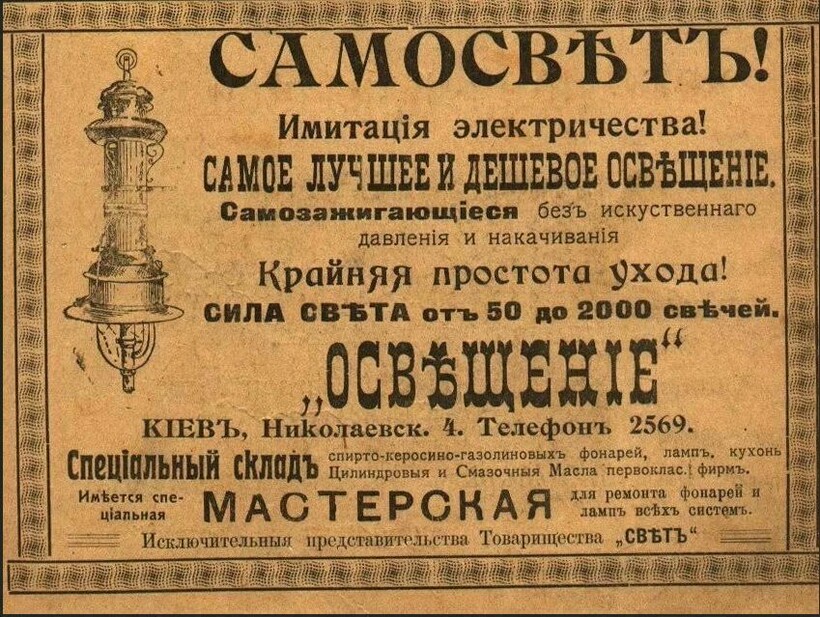 САМОСВѢТЪ!
Имитація электричества!
САМОЕ ЛУЧШЕЕ И ДЕШЕВОЕ ОСВѢЩЕНІЕ.
Самозажигающіеся безъ искуственнаго
давленія и накачиванія
Крайняя простота ухода!
СИЛА СВѢТА отъ 50 до 2000 свѣчей.
„ОСВѢЩЕНІЕ“
КІЕВЪ, Николаевск. 4. Телефонъ 2569.
Спеціальный складъ спирто-керосино-газолиновыхъ фонарей, лампъ, кухонь
Цилиндровыя и Смазочныя Масла первоклас. фирмъ.
Имѣется спе-
ціальная МАСТЕРСКАЯ для ремонта фонарей и
лампъ всѣхъ системъ.
Исключительныя представительства Товарищества „СВѢТЪ“